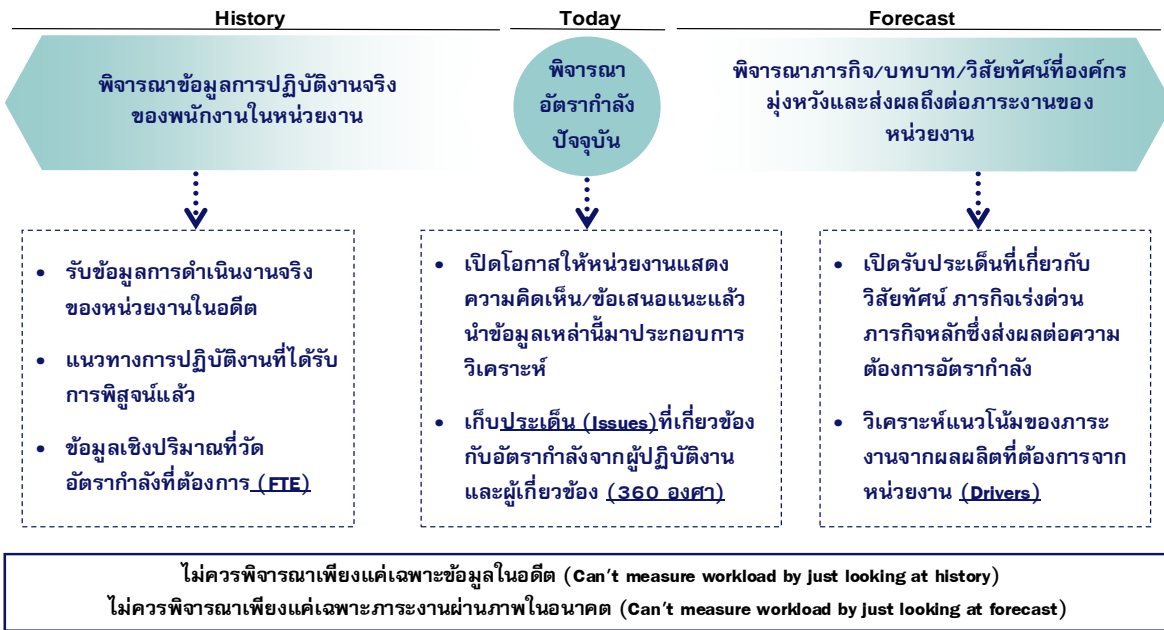 History
Today
Forecast
พิจารณาข้อมูลการปฏิบัติงานจริง
ของพนักงานในหน่วยงาน
พิจารณา
อัตรากำลัง
ปัจจุบัน
พิจารณาภารกิจ/บทบาท/วิสัยทัศน์ที่องค์กร
มุ่งหวังและส่งผลถึงต่อภาระงานของ
หน่วยงาน
• รับข้อมูลการดำเนินงานจริง
ของหน่วยงานในอดีต
• แนวทางการปฏิบัติงานที่ได้รับ
การพิสูจน์แล้ว
• ข้อมูลเชิงปริมาณที่วัด
อัตรากำลังที่ต้องการ (FTE)
• เปิดโอกาสให้หน่วยงานแสดง
ความคิดเห็น/ข้อเสนอแนะแล้ว
นำข้อมูลเหล่านี้มาประกอบการ
วิเคราะห์
• เก็บประเด็น (Issues)ที่เกี่ยวข้อง
กับอัตรากำลังจากผู้ปฏิบัติงาน
และผู้เกี่ยวข้อง (360 องศา)
• เปิดรับประเด็นที่เกี่ยวกับ
วิสัยทัศน์ ภารกิจเร่งด่วน
ภารกิจหลักซึ่งส่งผลต่อความ
ต้องการอัตรากำลัง
• วิเคราะห์แนวโน้มของภาระ
งานจากผลผลิตที่ต้องการจาก
หน่วยงาน (Drivers)
ไม่ควรพิจารณาเพียงแค่เฉพาะข้อมูลในอดีต (Can't measure workload by just looking at history)
ไม่ควรพิจารณาเพียงแค่เฉพาะภาระงานผ่านภาพในอนาคต (Can't measure workload by just looking at forecast)